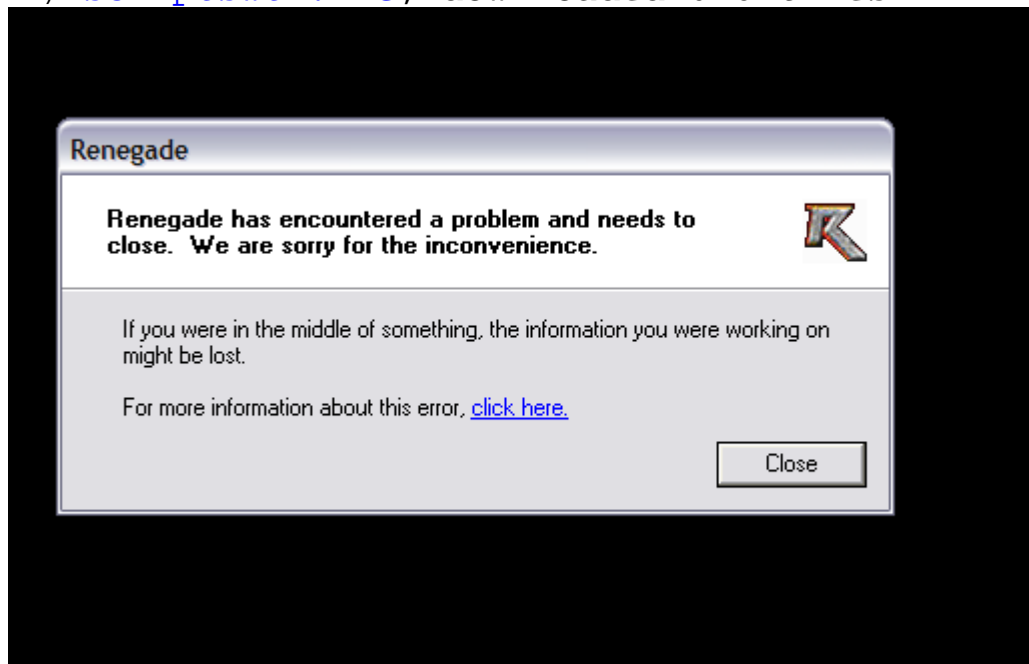 Renegade
Renegade has encountered a problem and needs to
close. We are sorry for the inconvenience.
If you were in the middle of something, the information you were working on
might be lost.
For more information about this error, click here.
Close